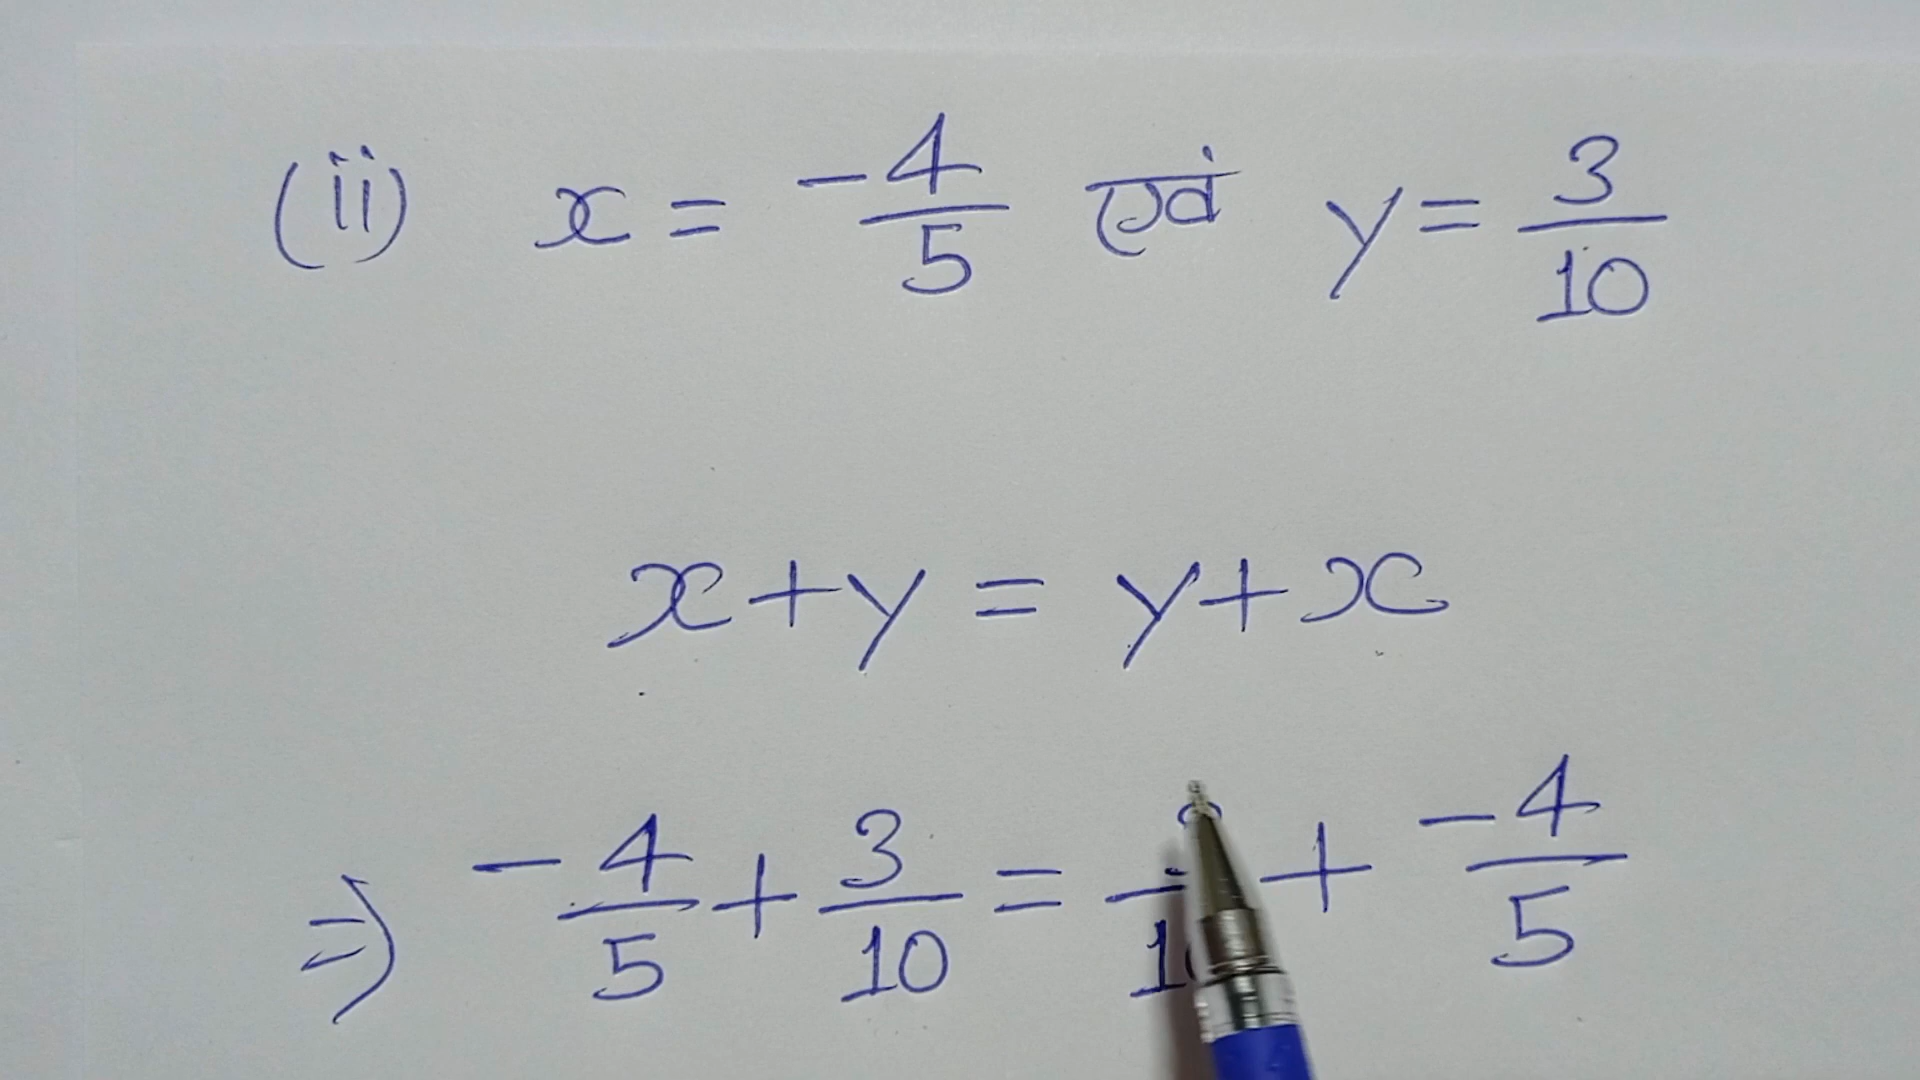 (ii) x = -4/5 एवं y = 3/10
x + y = y + x
⇒ -4/5 + 3/10 = + -4/5